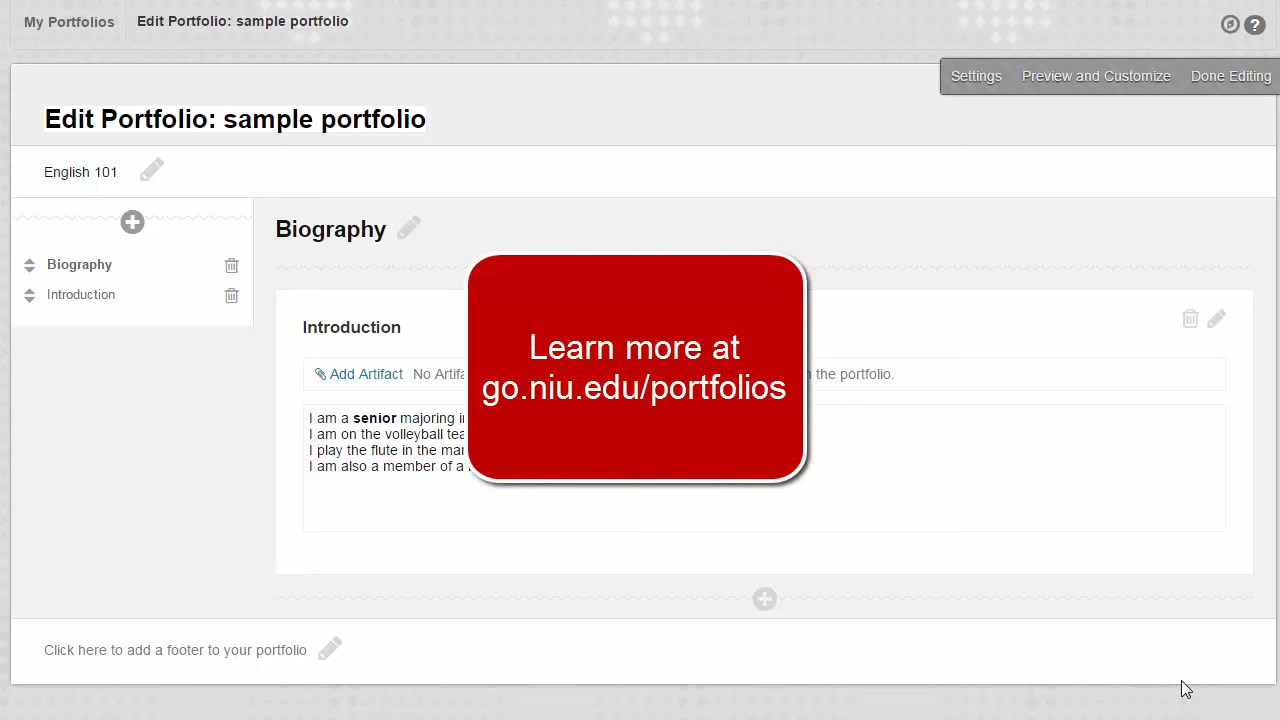 My Portfolios
Edit Portfolio: sample portfolio
?
Settings
Preview and Customize
Done Editing
Edit Portfolio: sample portfolio
English 101
Biography
Biography
Introduction
Introduction
Add Artifact No
the portfolio.
I am a senior majoring
I am on the volleyball
I play the flute in the
I am also a member of a
Learn more at
go.niu.edu/portfolios
Click here to add a footer to your portfolio